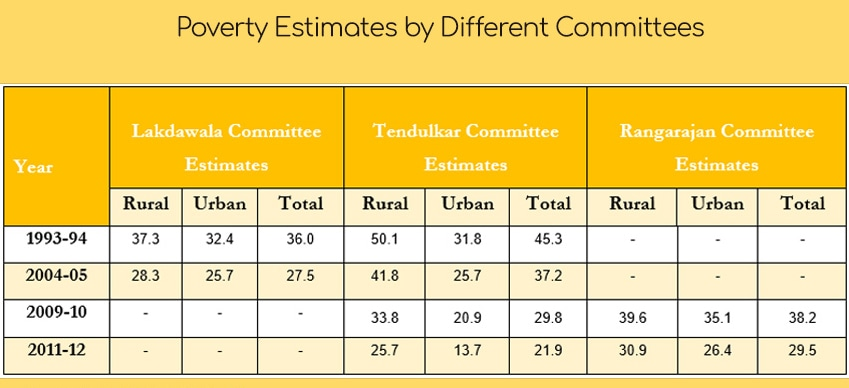 Poverty Estimates by Different Committees
Year Lakdawala Committee Estimates Tendulkar Committee Estimates Rangarajan Committee Estimates
Rural Urban Total Rural Urban Total Rural Urban Total
1993-94 37.3 32.4 36.0 50.1 31.8 45.3 - - -
2004-05 28.3 25.7 27.5 41.8 25.7 37.2 - - -
2009-10 - - - 33.8 20.9 29.8 39.6 35.1 38.2
2011-12 - - - 25.7 13.7 21.9 30.9 26.4 29.5